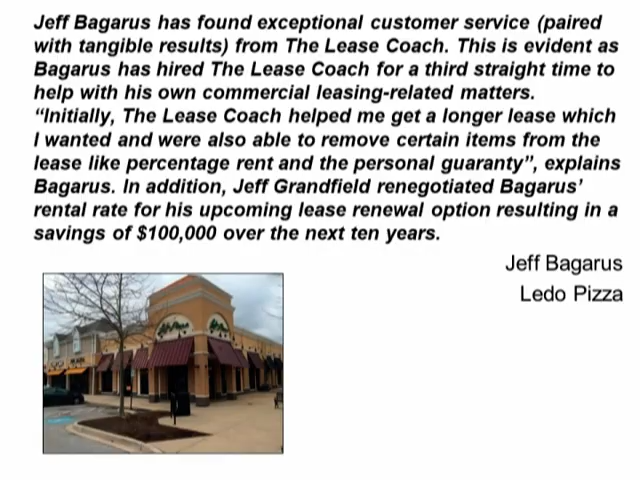 Jeff Bagarus has found exceptional customer service (paired
with tangible results) from The Lease Coach. This is evident as
Bagarus has hired The Lease Coach for a third straight time to
help with his own commercial leasing-related matters.
“Initially, The Lease Coach helped me get a longer lease which
I wanted and were also able to remove certain items from the
lease like percentage rent and the personal guaranty”, explains
Bagarus. In addition, Jeff Grandfield renegotiated Bagarus’
rental rate for his upcoming lease renewal option resulting in a
savings of $100,000 over the next ten years.
Jeff Bagarus
Ledo Pizza